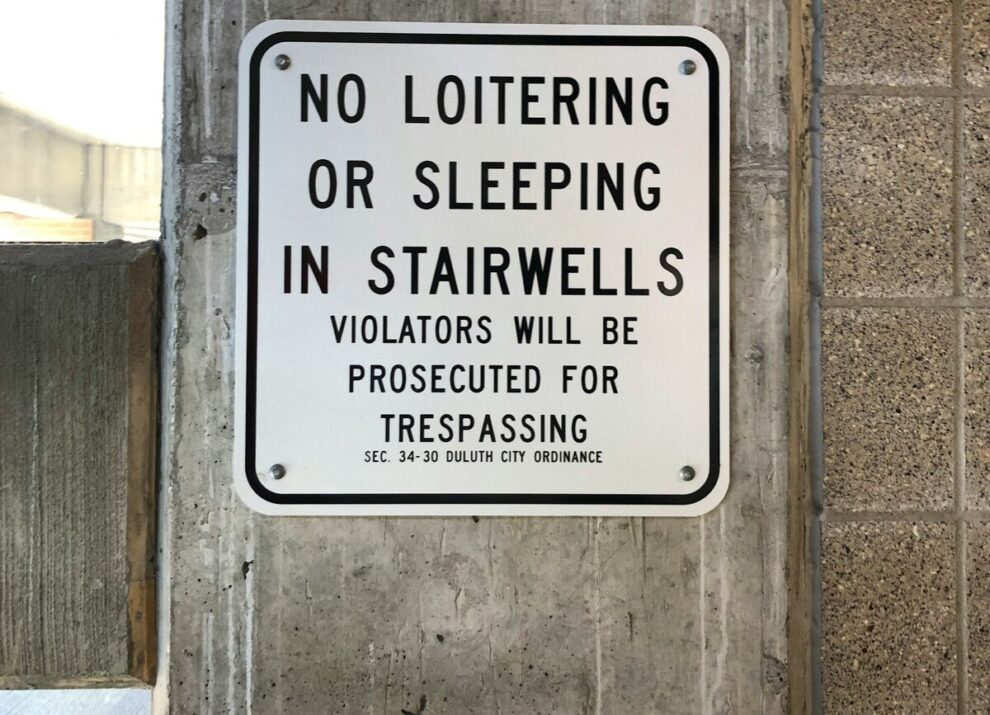 NO LOITERING
OR SLEEPING
IN STAIRWELLS
VIOLATORS WILL BE
PROSECUTED FOR
TRESPASSING
SEC. 34-30 DULUTH CITY ORDINANCE